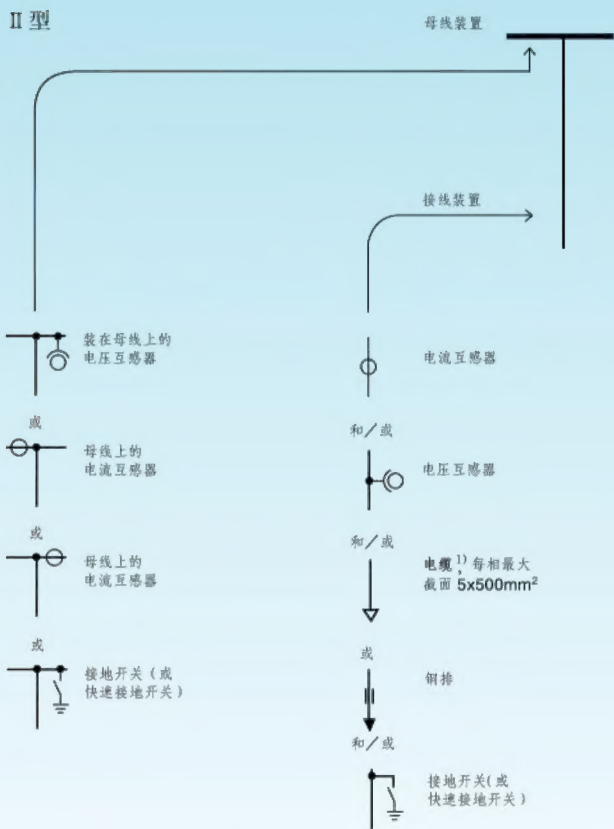 II 型
母线装置
接线装置
装在母线上的
电压互感器
或
母线上的
电流互感器
或
母线上的
电流互感器
或
接地开关（或
快速接地开关）
电流互感器
和／或
电压互感器
和／或
电缆1)，每相最大
截面 5x500mm²
或
铜排
和／或
接地开关（或
快速接地开关）